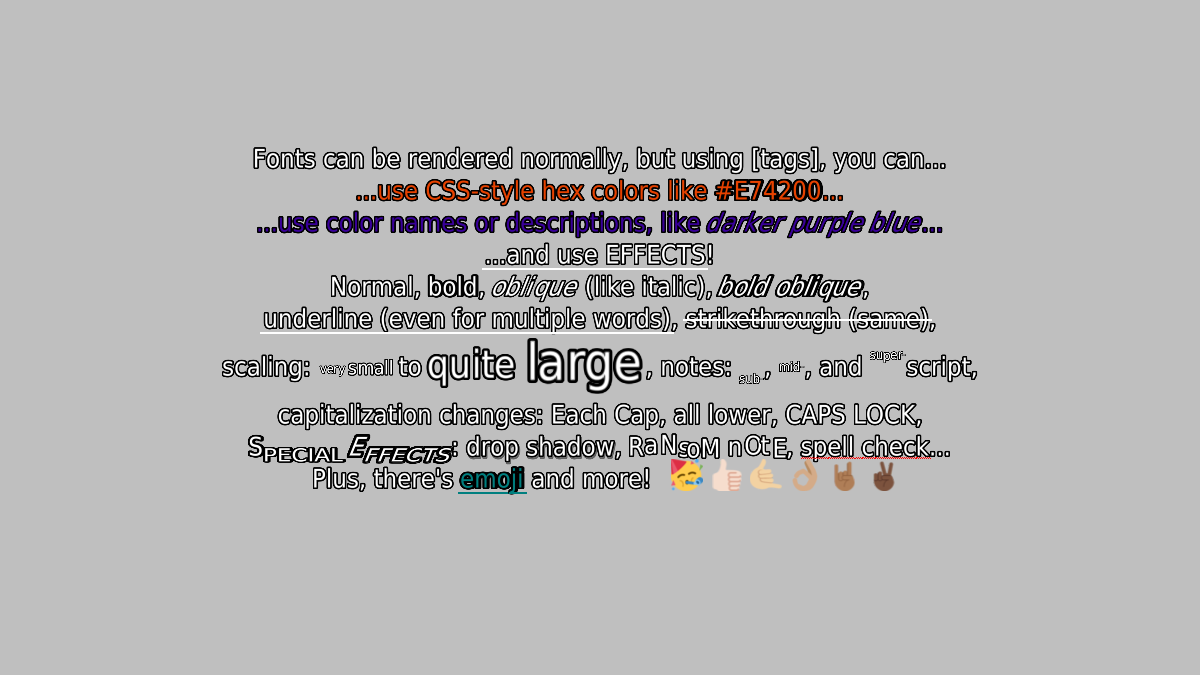 Fonts can be rendered normally, but using [tags], you can...
...use CSS-style hex colors like #E74200...
...use color names or descriptions, like darker purple blue...
...and use EFFECTS!
Normal, bold, oblique (like italic), bold oblique,
underline (even for multiple words), strikethrough (same),
scaling: very small to quite large, notes: sub-, mid-, and super-script,
capitalization changes: Each Cap, all lower, CAPS LOCK,
SPECIAL EFFECTS: drop shadow, RaNsoM nOtE, spell check...
Plus, there's emoji and more! 🥳👍🏻🤙🏼👌🏽🤘🏾✌🏿